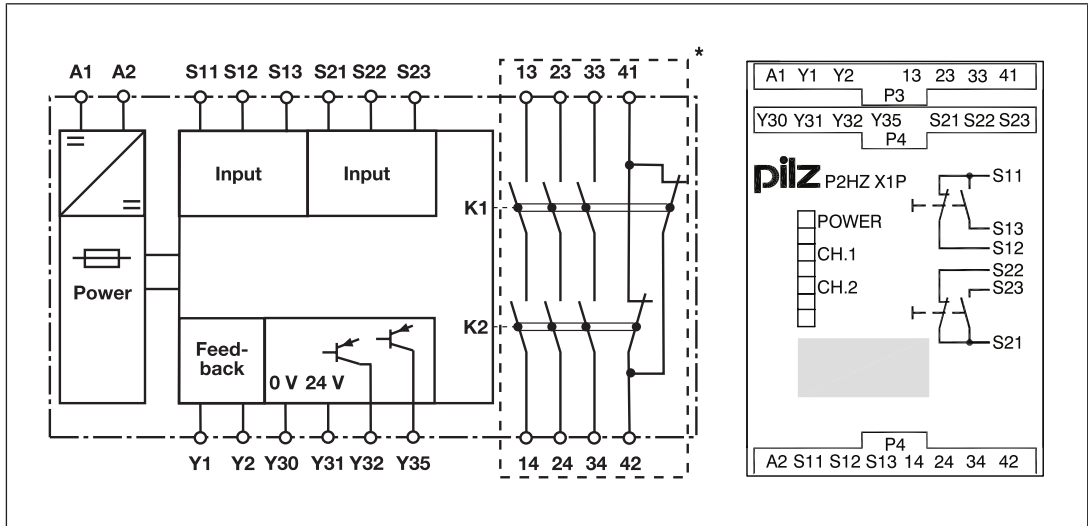 *
A1 A2 S11 S12 S13 S21 S22 S23 13 23 33 41
Input Input
K1
Power
K2
Feed-
back
0 V 24 V
Y1 Y2 Y30 Y31 Y32 Y35 14 24 34 42
A1 Y1 Y2 13 23 33 41
P3
Y30 Y31 Y32 Y35 S21 S22 S23
P4
pilz P2HZ X1P
S11
POWER
S13
S12
CH.1
S22
CH.2
S23
S21
P4
A2 S11 S12 S13 14 24 34 42